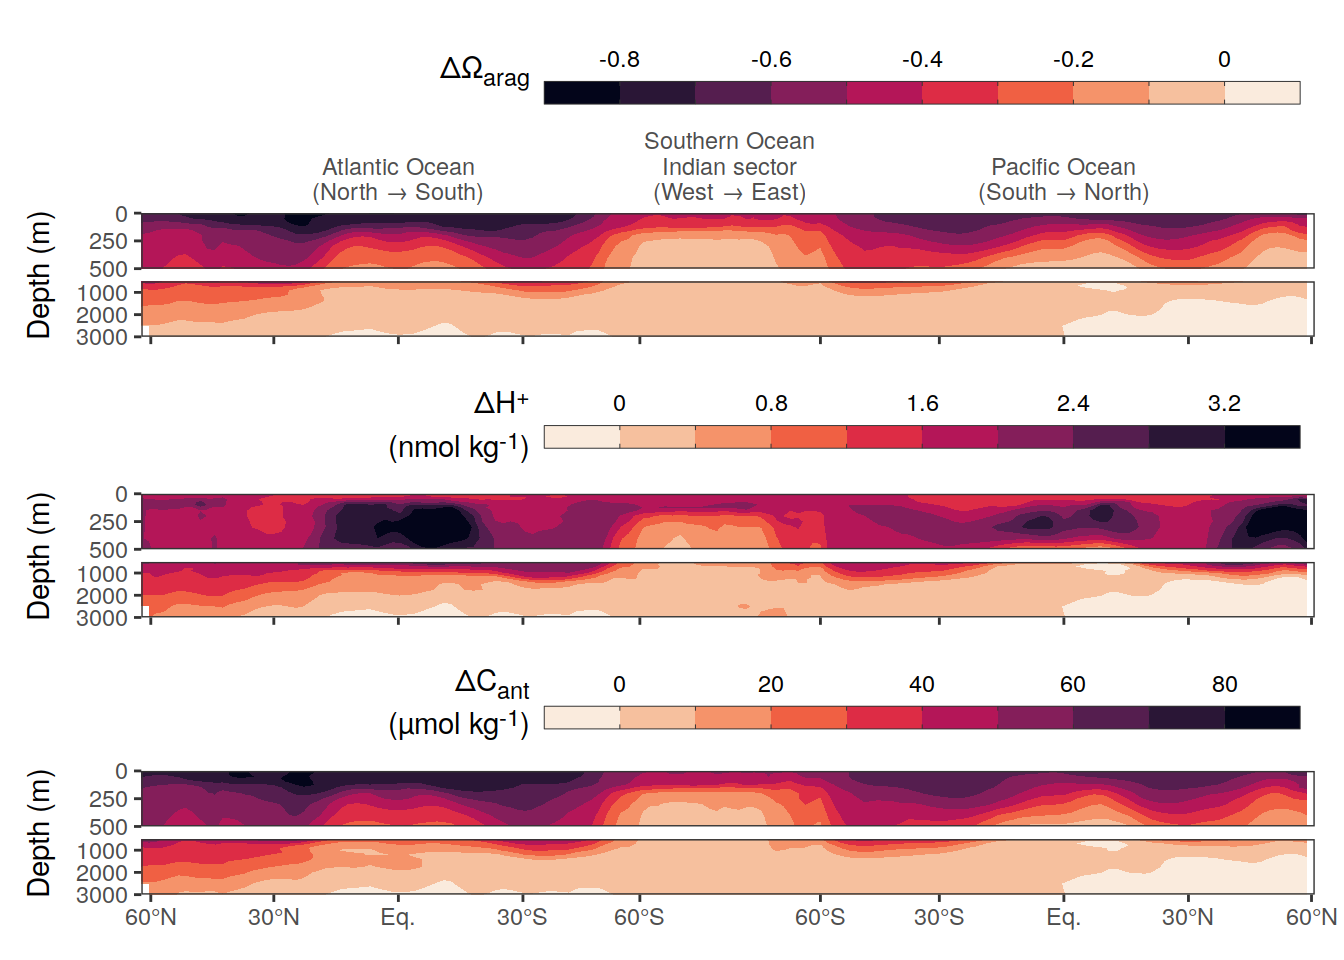 -0.8 -0.6 -0.4 -0.2 0
ΔΩarag
Southern Ocean
Atlantic Ocean Indian sector Pacific Ocean
(North → South) (West → East) (South → North)
Depth (m)
0
250
500
1000
2000
3000
ΔH⁺ 0 0.8 1.6 2.4 3.2
(nmol kg⁻¹)
Depth (m)
0
250
500
1000
2000
3000
ΔCant 0 20 40 60 80
(μmol kg⁻¹)
Depth (m)
0
250
500
1000
2000
3000
60°N 30°N Eq. 30°S 60°S 60°S 30°S Eq. 30°N 60°N